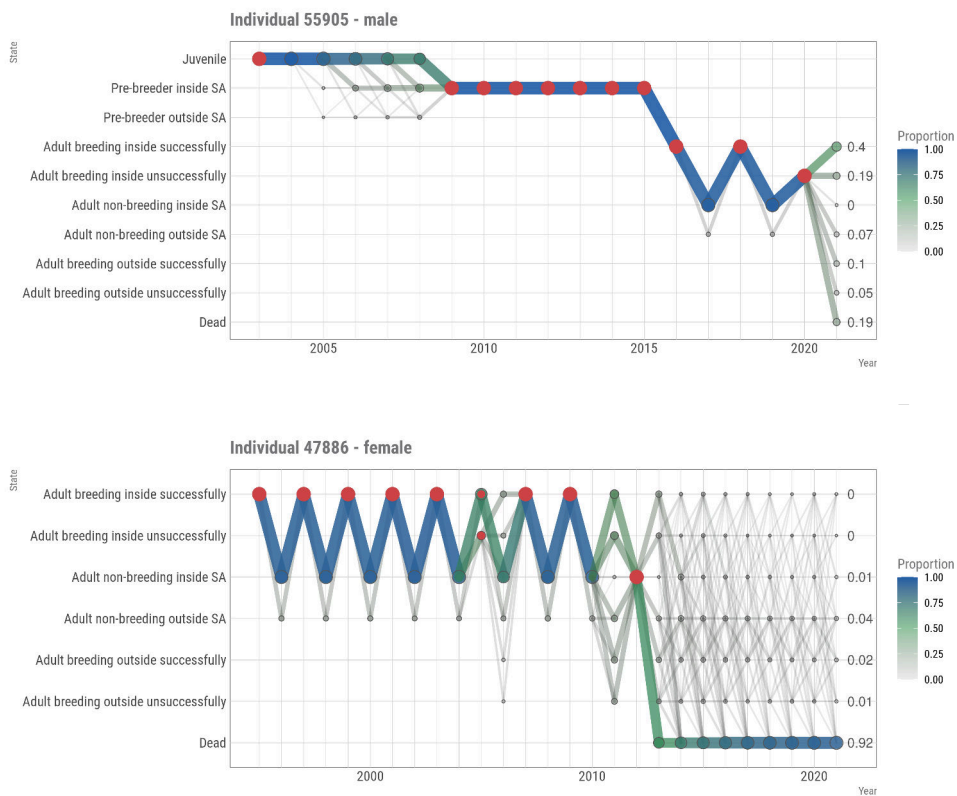 Individual 55905 - male
State
Juvenile
Pre-breeder inside SA
Pre-breeder outside SA
Adult breeding inside successfully
Adult breeding inside unsuccessfully
Adult non-breeding inside SA
Adult non-breeding outside SA
Adult breeding outside successfully
Adult breeding outside unsuccessfully
Dead
0.4
0.19
0
0.07
0.1
0.05
0.19
2005
2010
2015
2020
Year
Proportion
1.00
0.75
0.50
0.25
0.00
Individual 47886 - female
State
Adult breeding inside successfully
Adult breeding inside unsuccessfully
Adult non-breeding inside SA
Adult non-breeding outside SA
Adult breeding outside successfully
Adult breeding outside unsuccessfully
Dead
0
0
0.01
0.04
0.02
0.01
0.92
2000
2010
2020
Year
Proportion
1.00
0.75
0.50
0.25
0.00